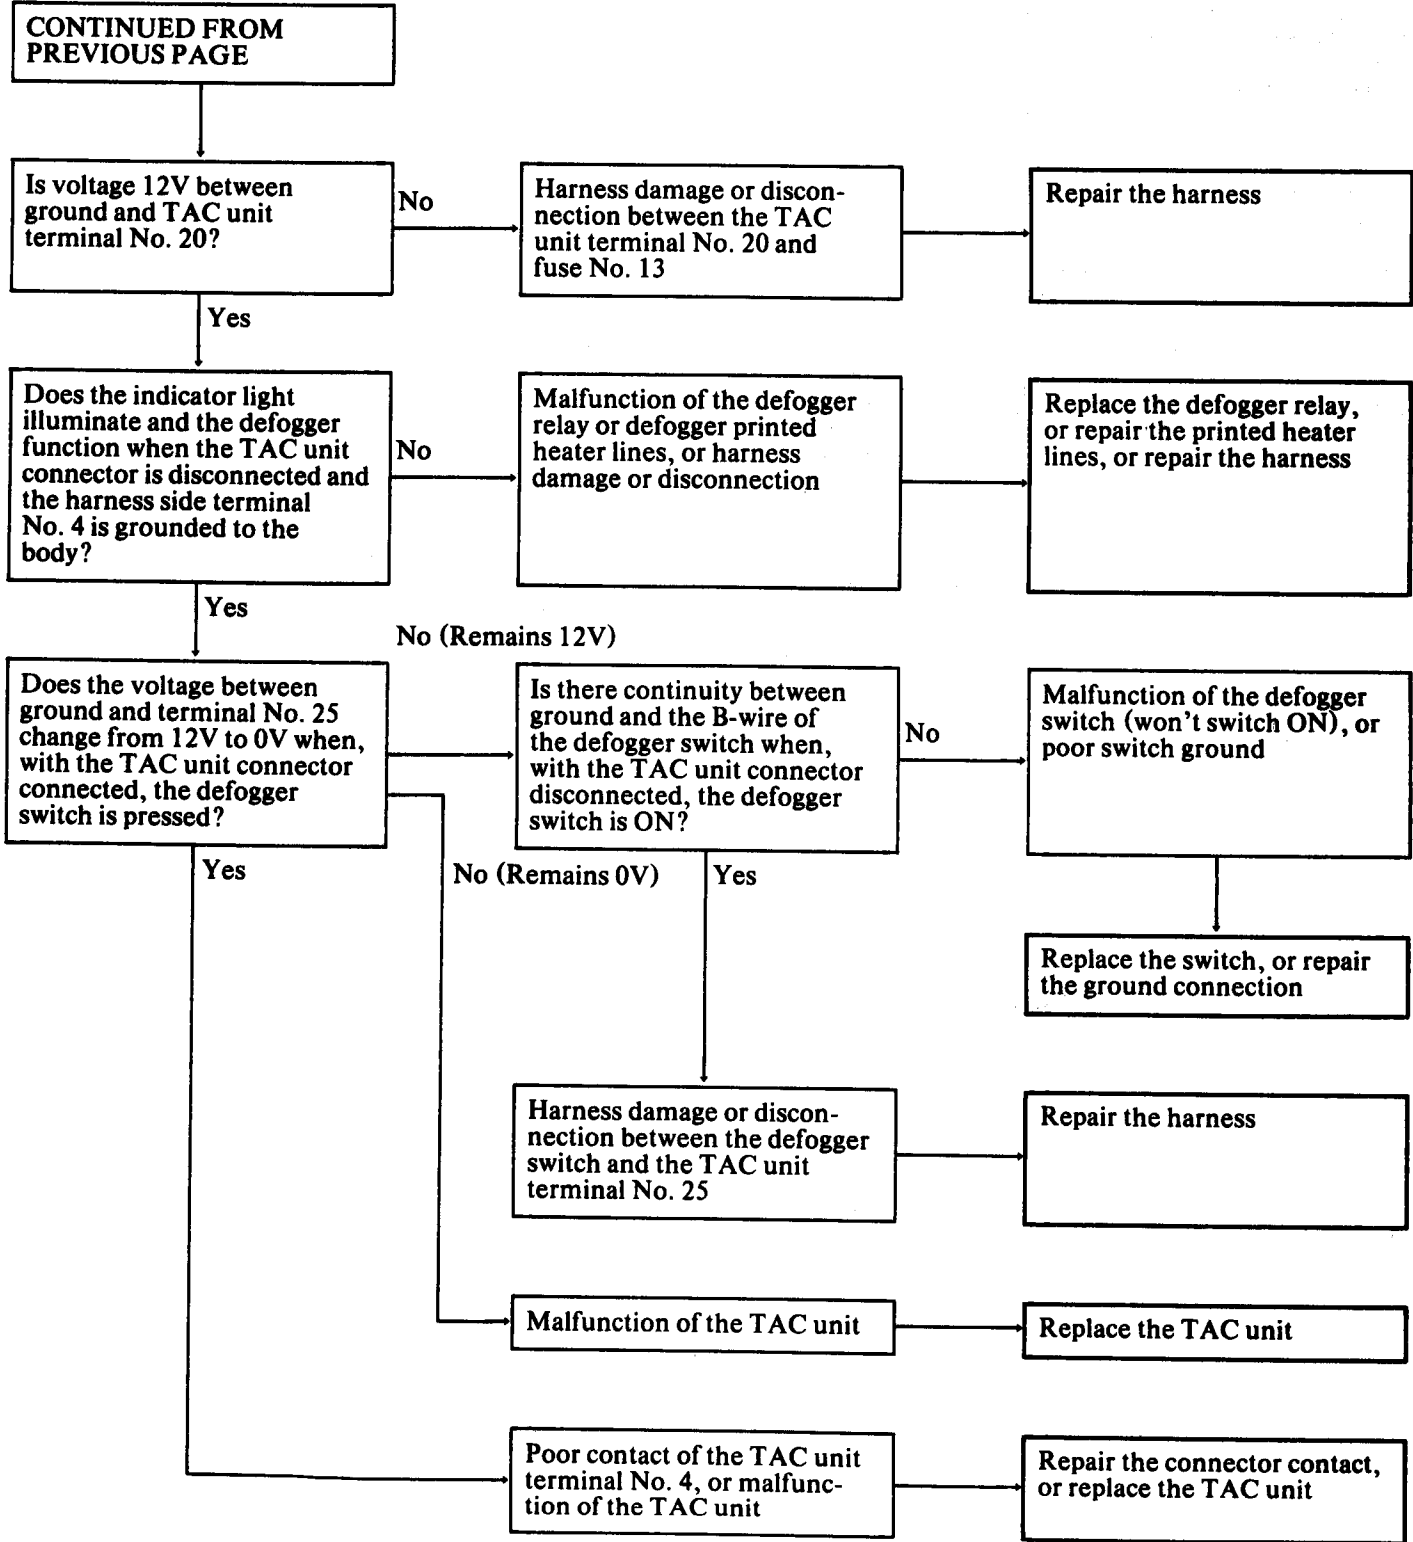 CONTINUED FROM
PREVIOUS PAGE
Is voltage 12V between
ground and TAC unit
terminal No. 20?
No
Harness damage or discon-
nection between the TAC
unit terminal No. 20 and
fuse No. 13
Repair the harness
Yes
Does the indicator light
illuminate and the defogger
function when the TAC unit
connector is disconnected and
the harness side terminal
No. 4 is grounded to the
body?
No
Malfunction of the defogger
relay or defogger printed
heater lines, or harness
damage or disconnection
Replace the defogger relay,
or repair the printed heater
lines, or repair the harness
Yes
No (Remains 12V)
Does the voltage between
ground and terminal No. 25
change from 12V to 0V when,
with the TAC unit connector
connected, the defogger
switch is pressed?
Is there continuity between
ground and the B-wire of
the defogger switch when,
with the TAC unit connector
disconnected, the defogger
switch is ON?
No
Malfunction of the defogger
switch (won't switch ON), or
poor switch ground
Yes
No (Remains 0V)
Yes
Replace the switch, or repair
the ground connection
Harness damage or discon-
nection between the defogger
switch and the TAC unit
terminal No. 25
Repair the harness
Malfunction of the TAC unit
Replace the TAC unit
Poor contact of the TAC unit
terminal No. 4, or malfunc-
tion of the TAC unit
Repair the connector contact,
or replace the TAC unit